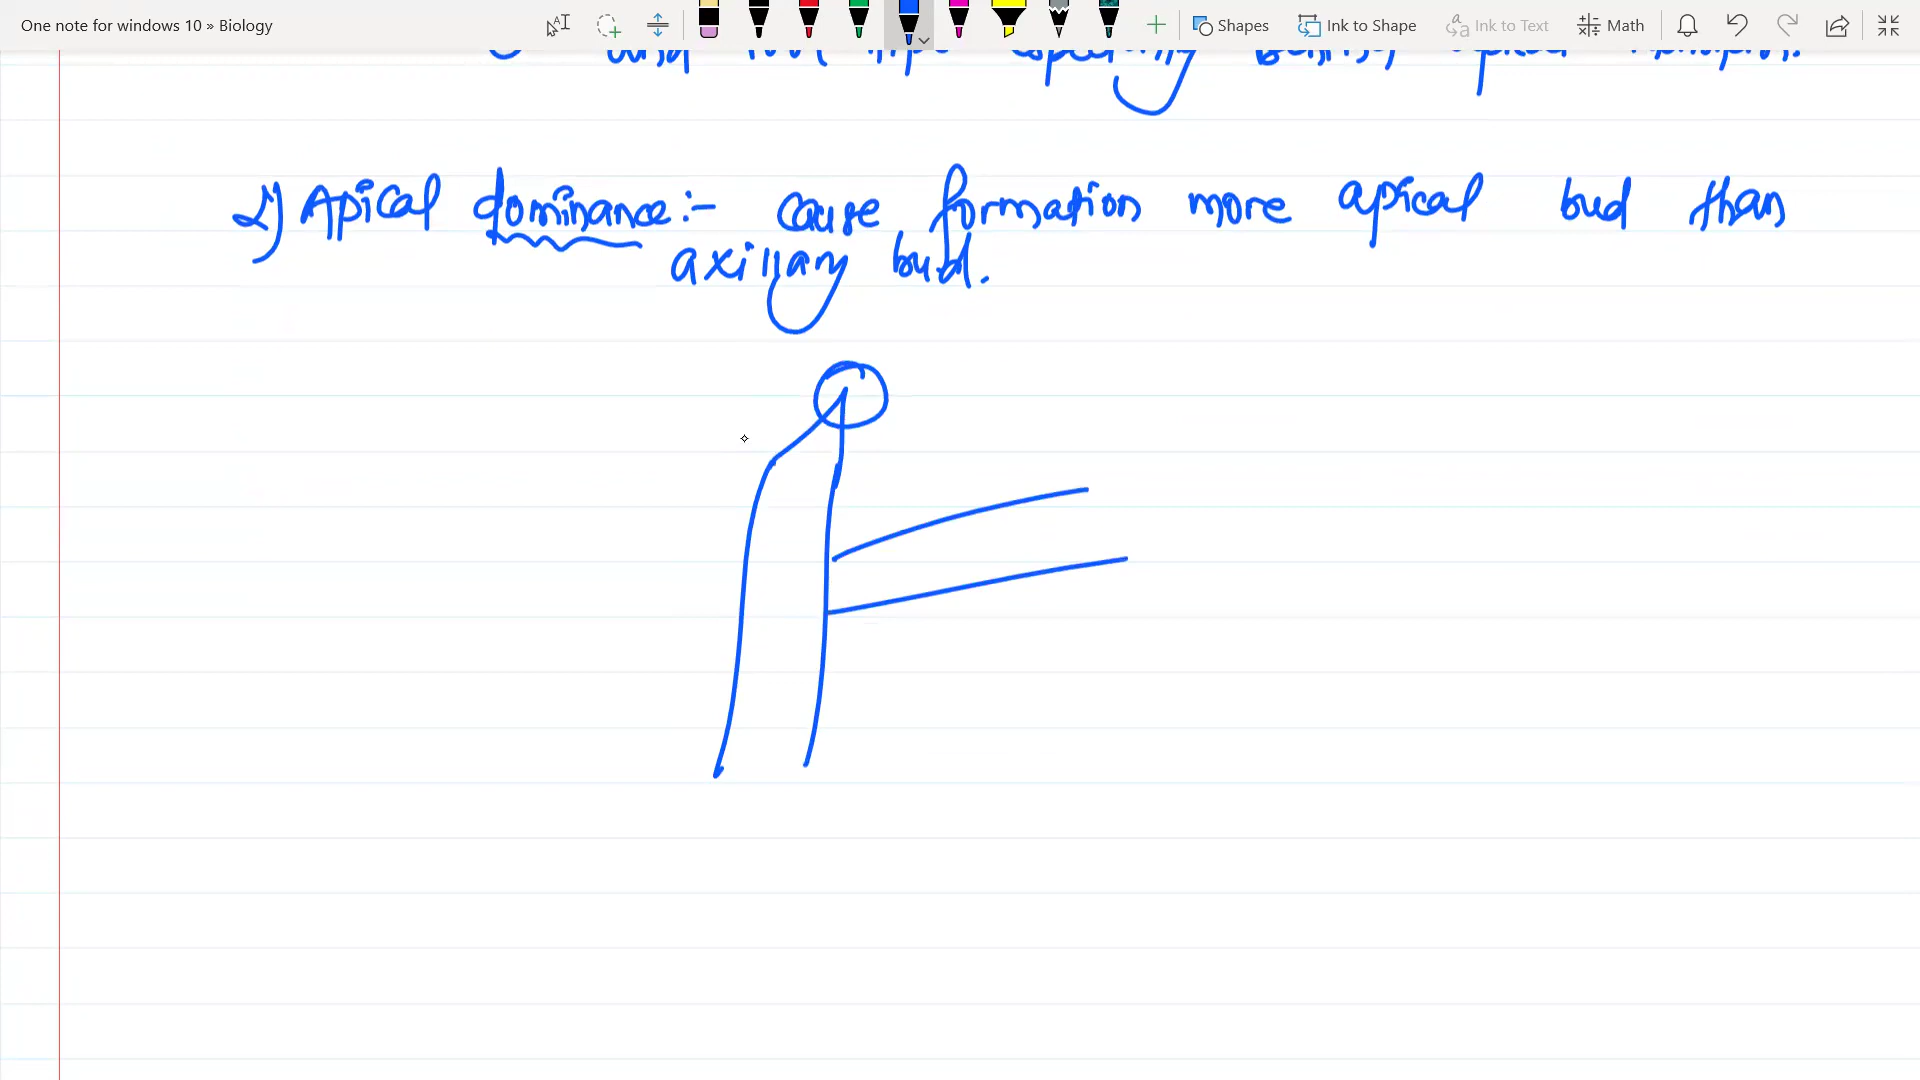 One note for windows 10 » Biology
Shapes
Ink to Shape
Ink to Text
Math
2) Apical dominance:- cause formation more apical bud than
axillary bud.